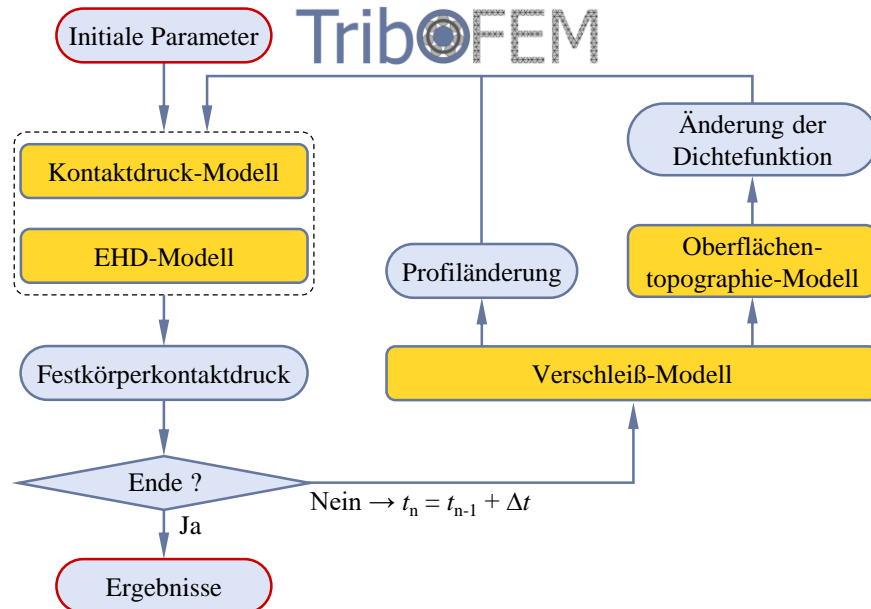 TriboFEM
Initiale Parameter
Kontaktdruck-Modell
EHD-Modell
Festkörperkontaktdruck
Ende ?
Nein → tn = tn-1 + Δt
Ja
Ergebnisse
Profiländerung
Änderung der
Dichtefunktion
Oberflächen-
topographie-Modell
Verschleiß-Modell